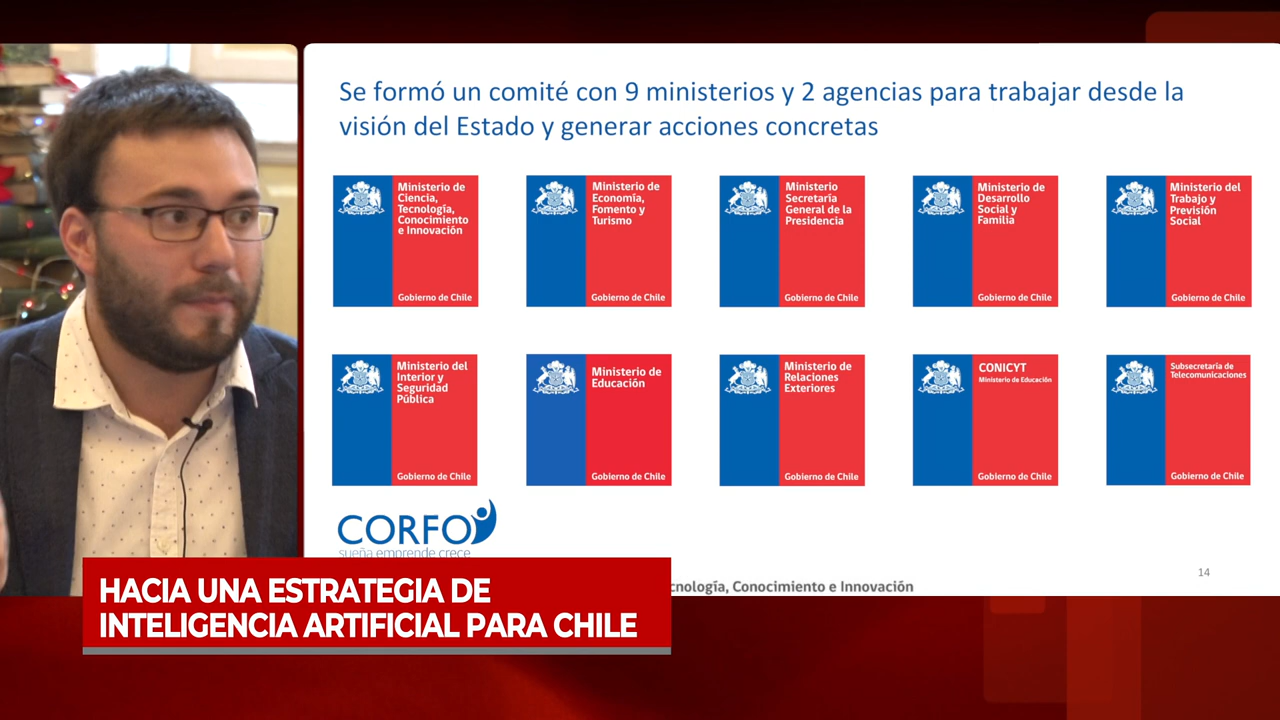 Se formó un comité con 9 ministerios y 2 agencias para trabajar desde la
visión del Estado y generar acciones concretas
Ministerio de
Ciencia,
Tecnología,
Conocimiento
e Innovación
Gobierno de Chile
Ministerio de
Economía,
Fomento y
Turismo
Gobierno de Chile
Ministerio
Secretaría
General de la
Presidencia
Gobierno de Chile
Ministerio de
Desarrollo
Social y
Familia
Gobierno de Chile
Ministerio del
Trabajo y
Previsión
Social
Gobierno de Chile
Ministerio del
Interior y
Seguridad
Pública
Gobierno de Chile
Ministerio de
Educación
Gobierno de Chile
Ministerio de
Relaciones
Exteriores
Gobierno de Chile
CONICYT
Ministerio de Educación
Gobierno de Chile
Subsecretaría de
Telecomunicaciones
Gobierno de Chile
CORFO
sueña emprende crece
14
cnología, Conocimiento e Innovación
HACIA UNA ESTRATEGIA DE
INTELIGENCIA ARTIFICIAL PARA CHILE